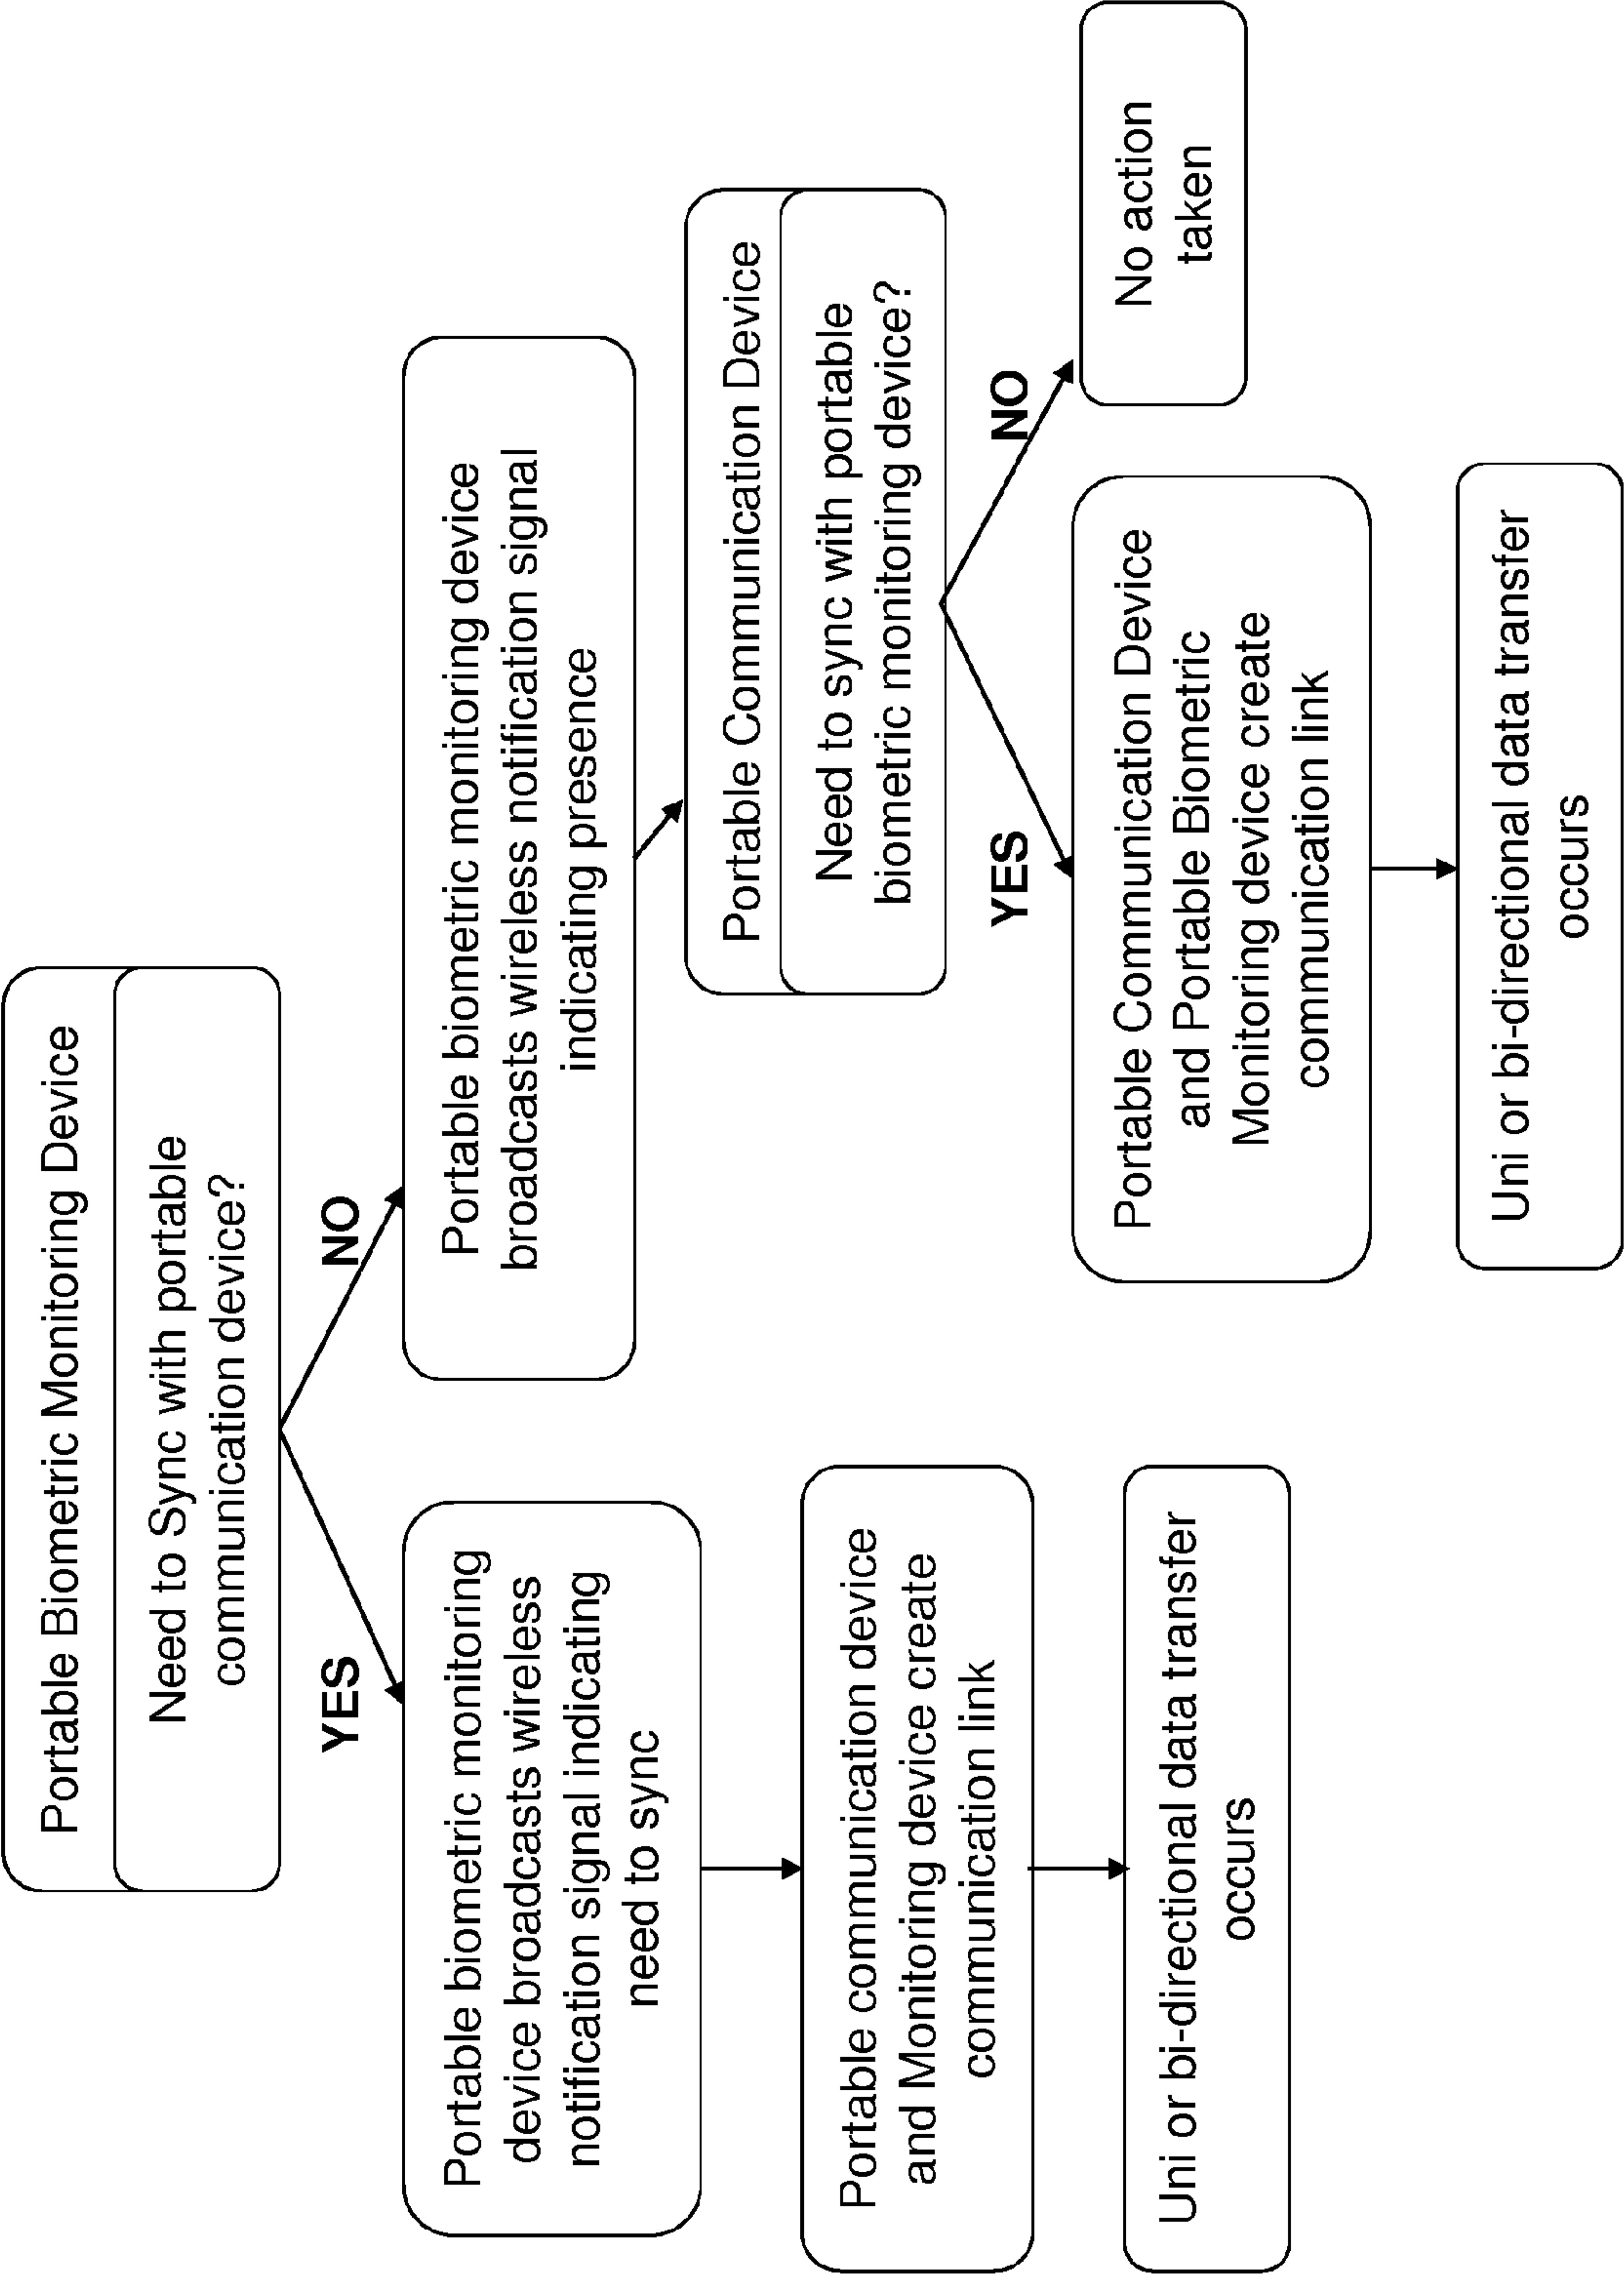 Portable Biometric Monitoring Device
Need to Sync with portable
communication device?
YES
NO
Portable biometric monitoring
device broadcasts wireless
notification signal indicating
need to sync
Portable biometric monitoring device
broadcasts wireless notification signal
indicating presence
Portable communication device
and Monitoring device create
communication link
Uni or bi-directional data transfer
occurs
Portable Communication Device
Need to sync with portable
biometric monitoring device?
YES
NO
Portable Communication Device
and Portable Biometric
Monitoring device create
communication link
No action
taken
Uni or bi-directional data transfer
occurs